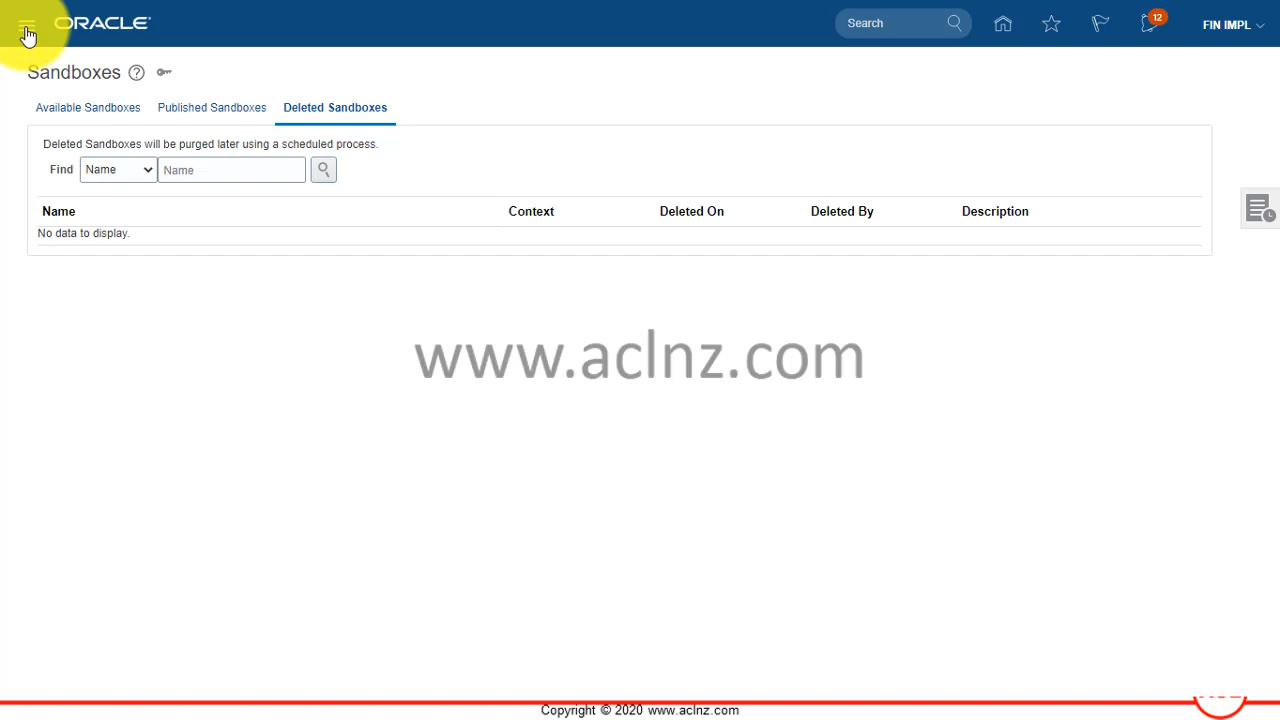 ORACLE
Search
12
FIN IMPL
Sandboxes
Available Sandboxes Published Sandboxes Deleted Sandboxes
Deleted Sandboxes will be purged later using a scheduled process.
Find Name Name
Name Context Deleted On Deleted By Description
No data to display.
www.aclnz.com
Copyright © 2020 www.aclnz.com